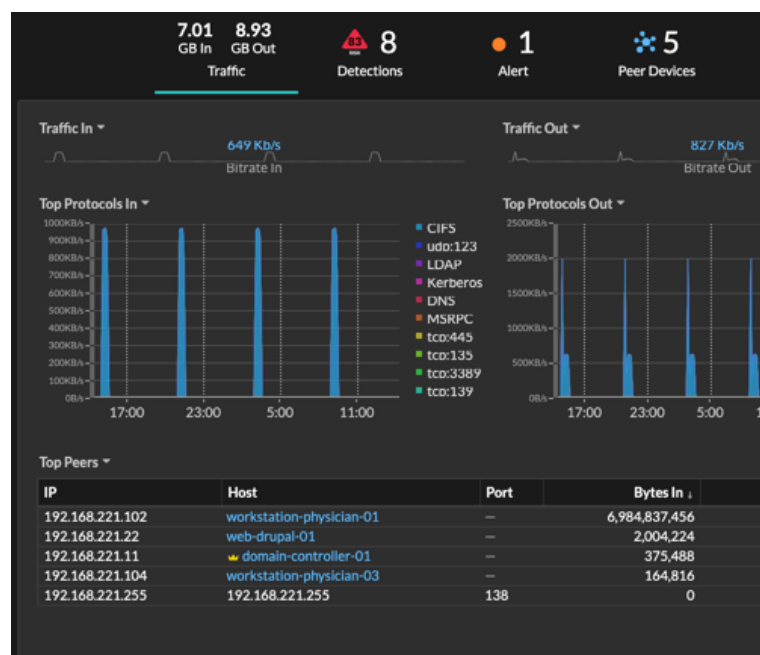 7.01 8.93 83 8 1 5
GB In GB Out RISK
Traffic Detections Alert Peer Devices
Traffic In Traffic Out
649 Kb/s 827 Kb/s
Bitrate In Bitrate Out
Top Protocols In Top Protocols Out
1000KB/s
900KB/s
800KB/s
700KB/s
600KB/s
500KB/s
400KB/s
300KB/s
200KB/s
100KB/s
0B/s
17:00 23:00 5:00 11:00
CIFS
udp:123
LDAP
Kerberos
DNS
MSRPC
tcp:445
tcp:135
tcp:3389
tcp:139
2500KB/s
2000KB/s
1500KB/s
1000KB/s
500KB/s
0B/s
17:00 23:00 5:00 1
Top Peers
IP Host Port Bytes In ↓
192.168.221.102 workstation-physician-01 — 6,984,837,456
192.168.221.22 web-drupal-01 — 2,004,224
192.168.221.11 domain-controller-01 — 375,488
192.168.221.104 workstation-physician-03 — 164,816
192.168.221.255 192.168.221.255 138 0